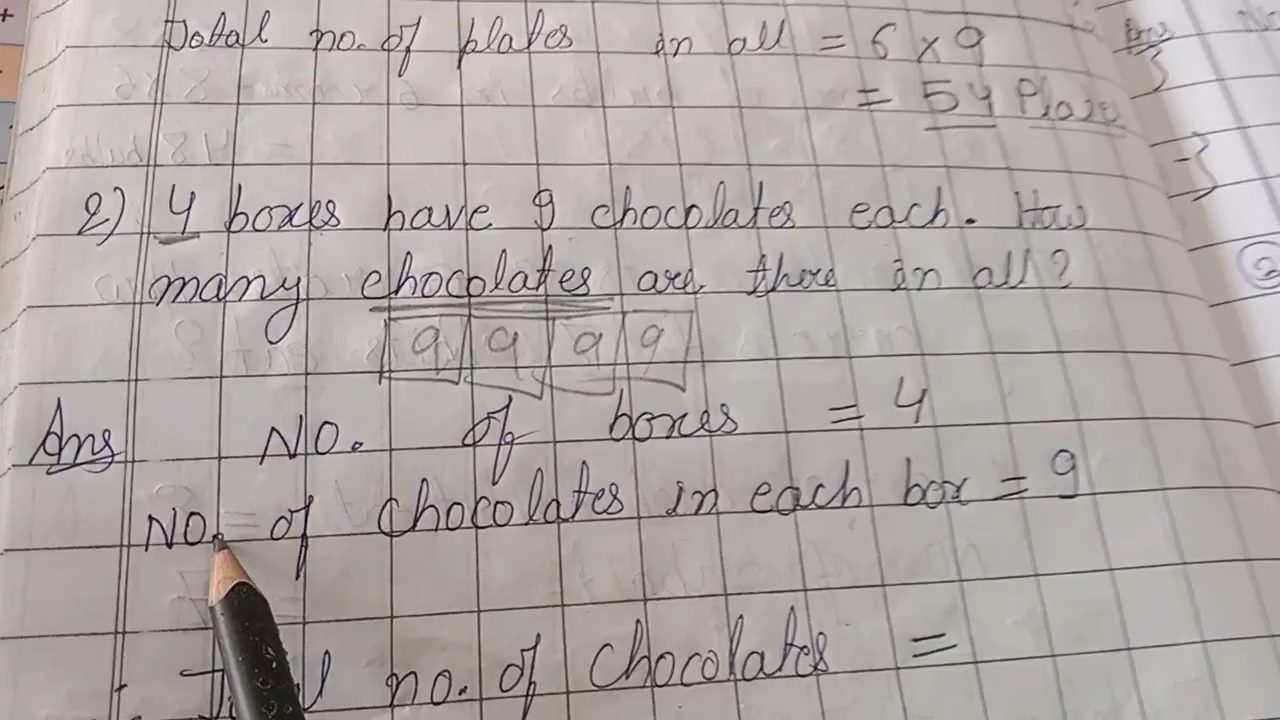 Total no. of plates in all = 6 × 9
= 54 Plates
2) 4 boxes have 9 chocolates each. How
many chocolates are there in all?
9 9 9 9
Ans NO. of boxes = 4
NO. of chocolates in each box = 9
Total no. of chocolates =